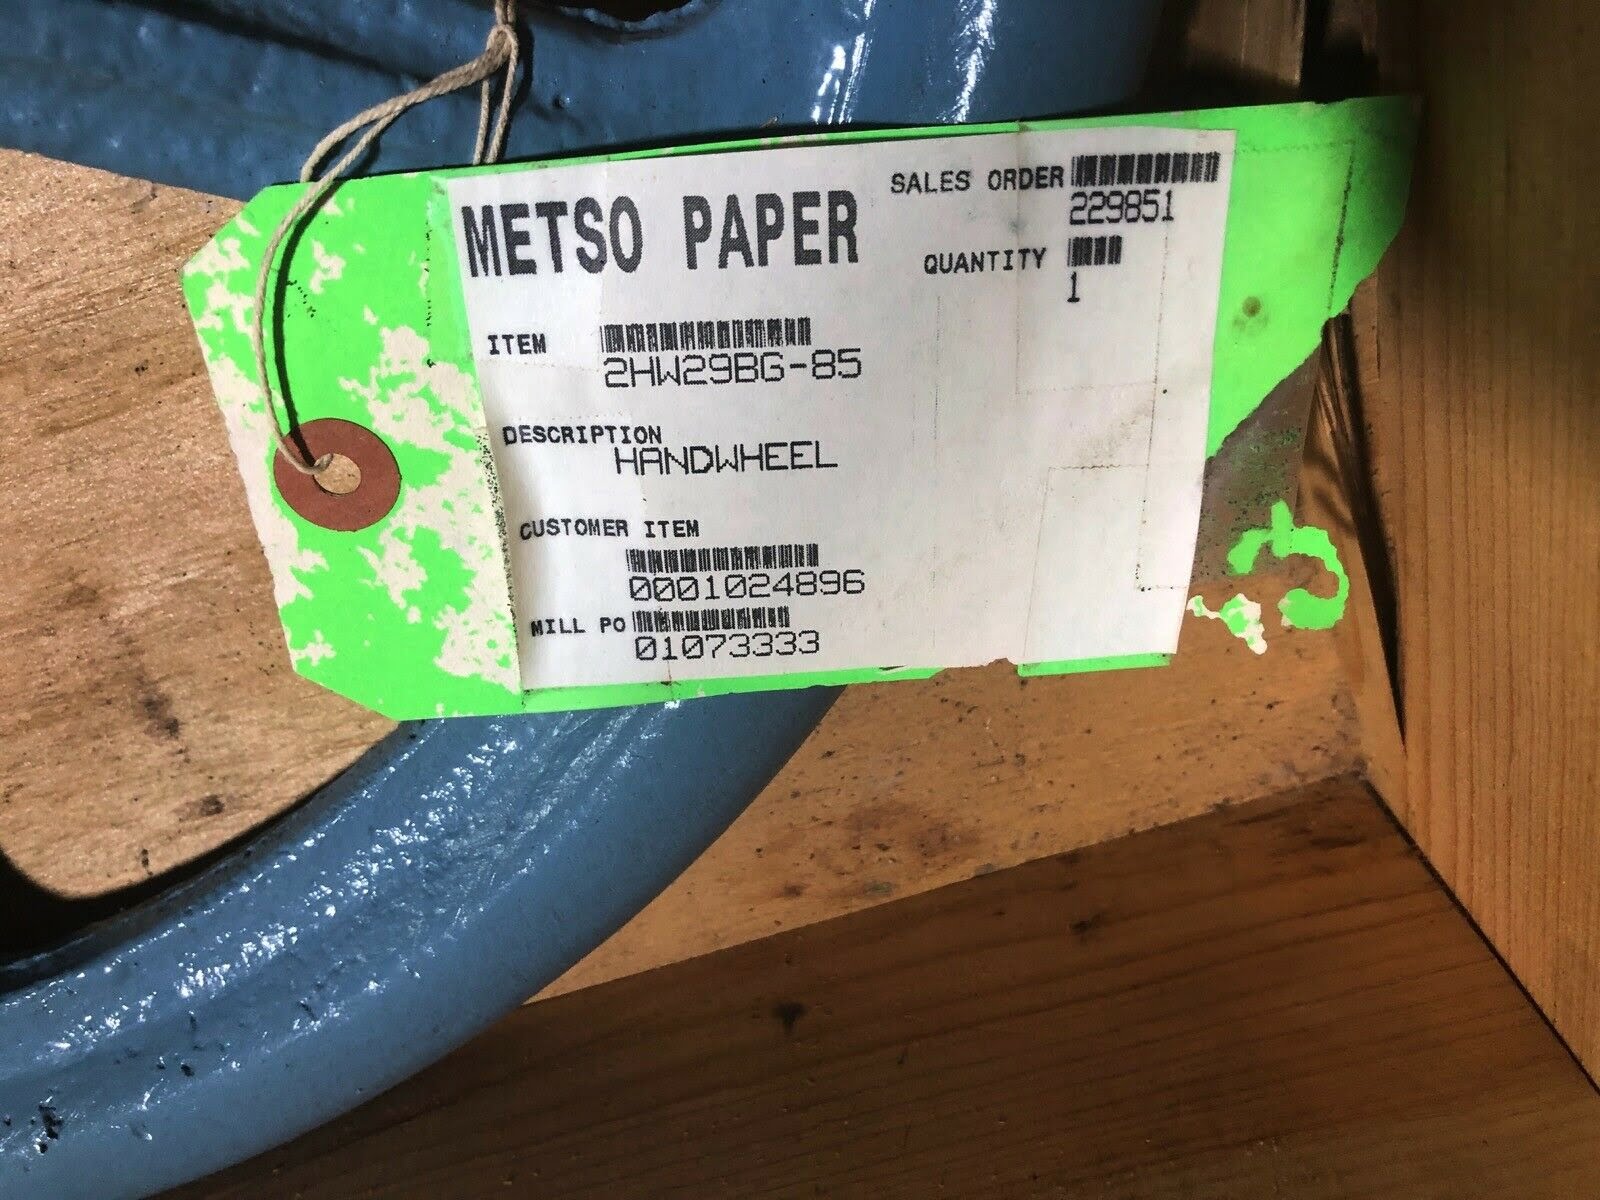 METSO PAPER
SALES ORDER
229851
QUANTITY
1
ITEM
2HW29BG-85
DESCRIPTION
HANDWHEEL
CUSTOMER ITEM
0001024896
MILL PO
01073333